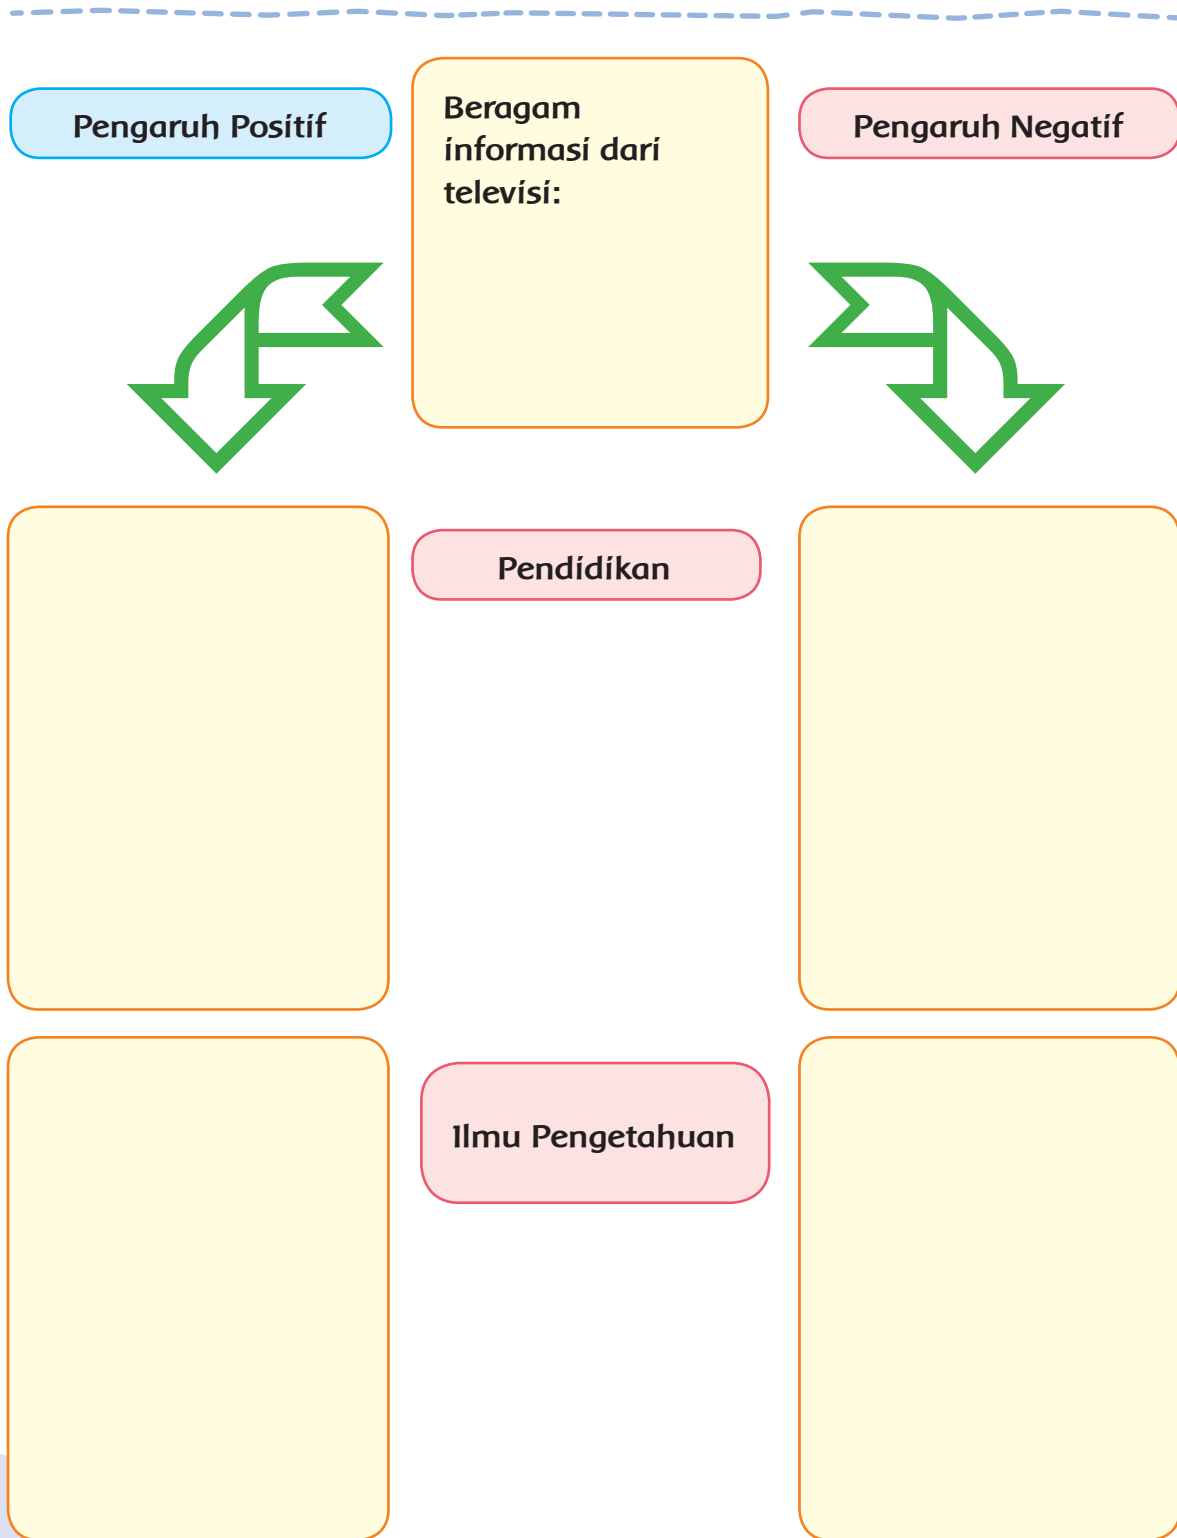 Pengaruh Positif
Beragam
informasi dari
televisi:
Pengaruh Negatif
Pendidikan
Ilmu Pengetahuan